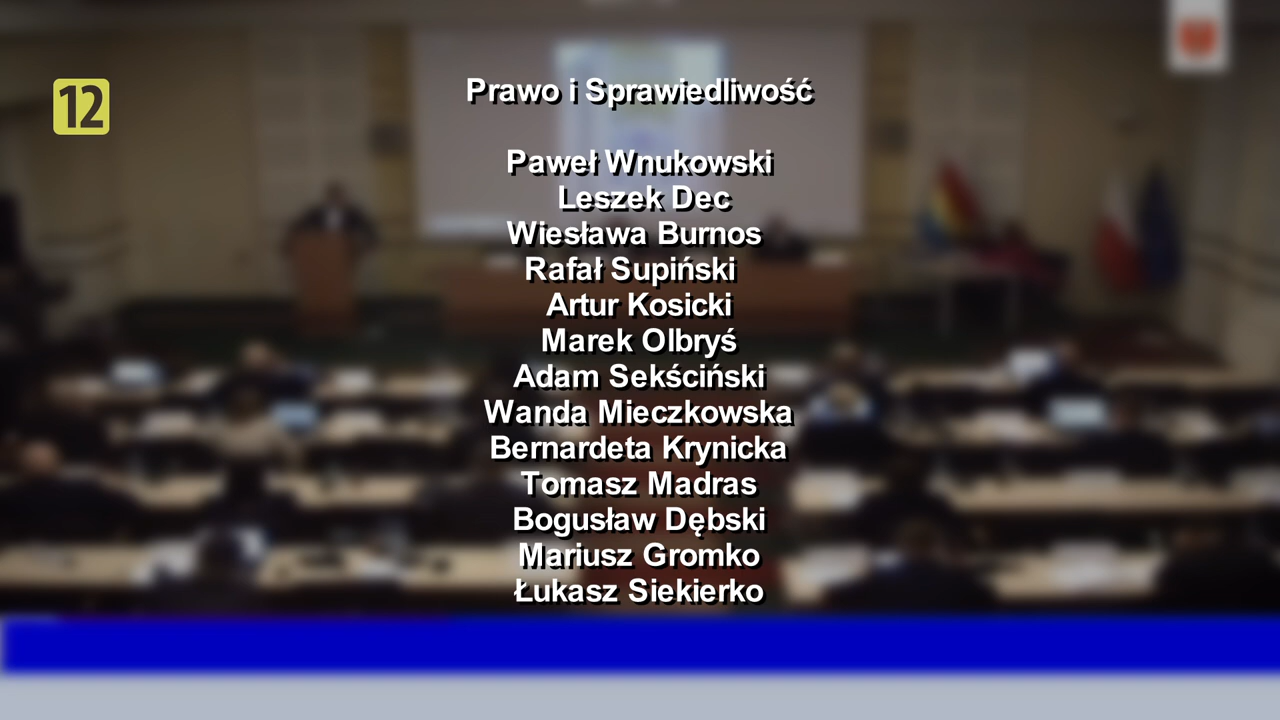 12
Prawo i Sprawiedliwość
Paweł Wnukowski
Leszek Dec
Wiesława Burnos
Rafał Supiński
Artur Kosicki
Marek Olbryś
Adam Sekściński
Wanda Mieczkowska
Bernardeta Krynicka
Tomasz Madras
Bogusław Dębski
Mariusz Gromko
Łukasz Siekierko